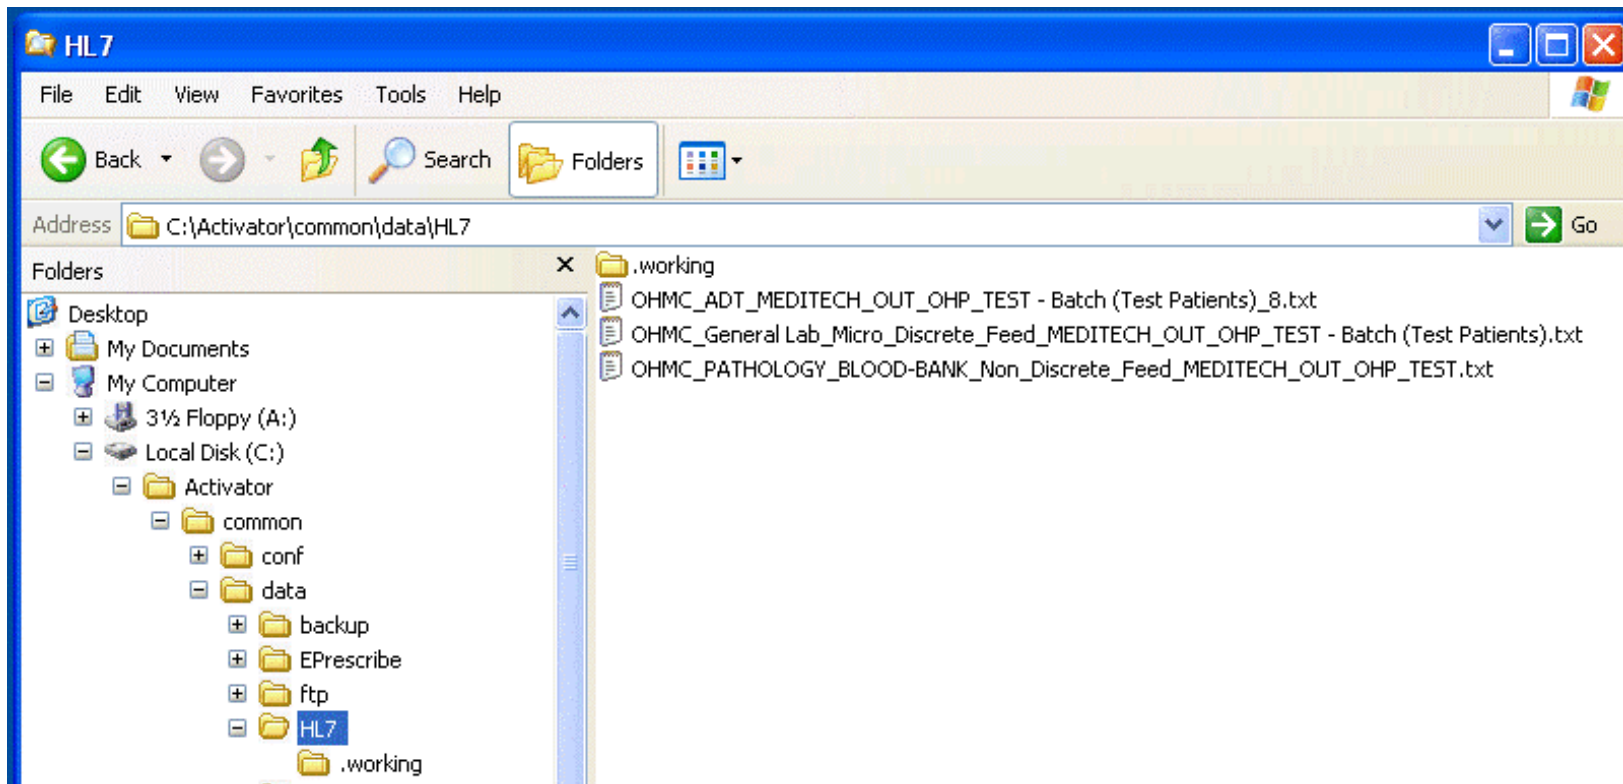 HL7
File Edit View Favorites Tools Help
Back Search Folders
Address C:\Activator\common\data\HL7 Go
Folders
Desktop
My Documents
My Computer
3½ Floppy (A:)
Local Disk (C:)
Activator
common
conf
data
backup
EPrescribe
ftp
HL7
.working
.working
OHMC_ADT_MEDITECH_OUT_OHP_TEST - Batch (Test Patients)_8.txt
OHMC_General Lab_Micro_Discrete_Feed_MEDITECH_OUT_OHP_TEST - Batch (Test Patients).txt
OHMC_PATHOLOGY_BLOOD-BANK_Non_Discrete_Feed_MEDITECH_OUT_OHP_TEST.txt